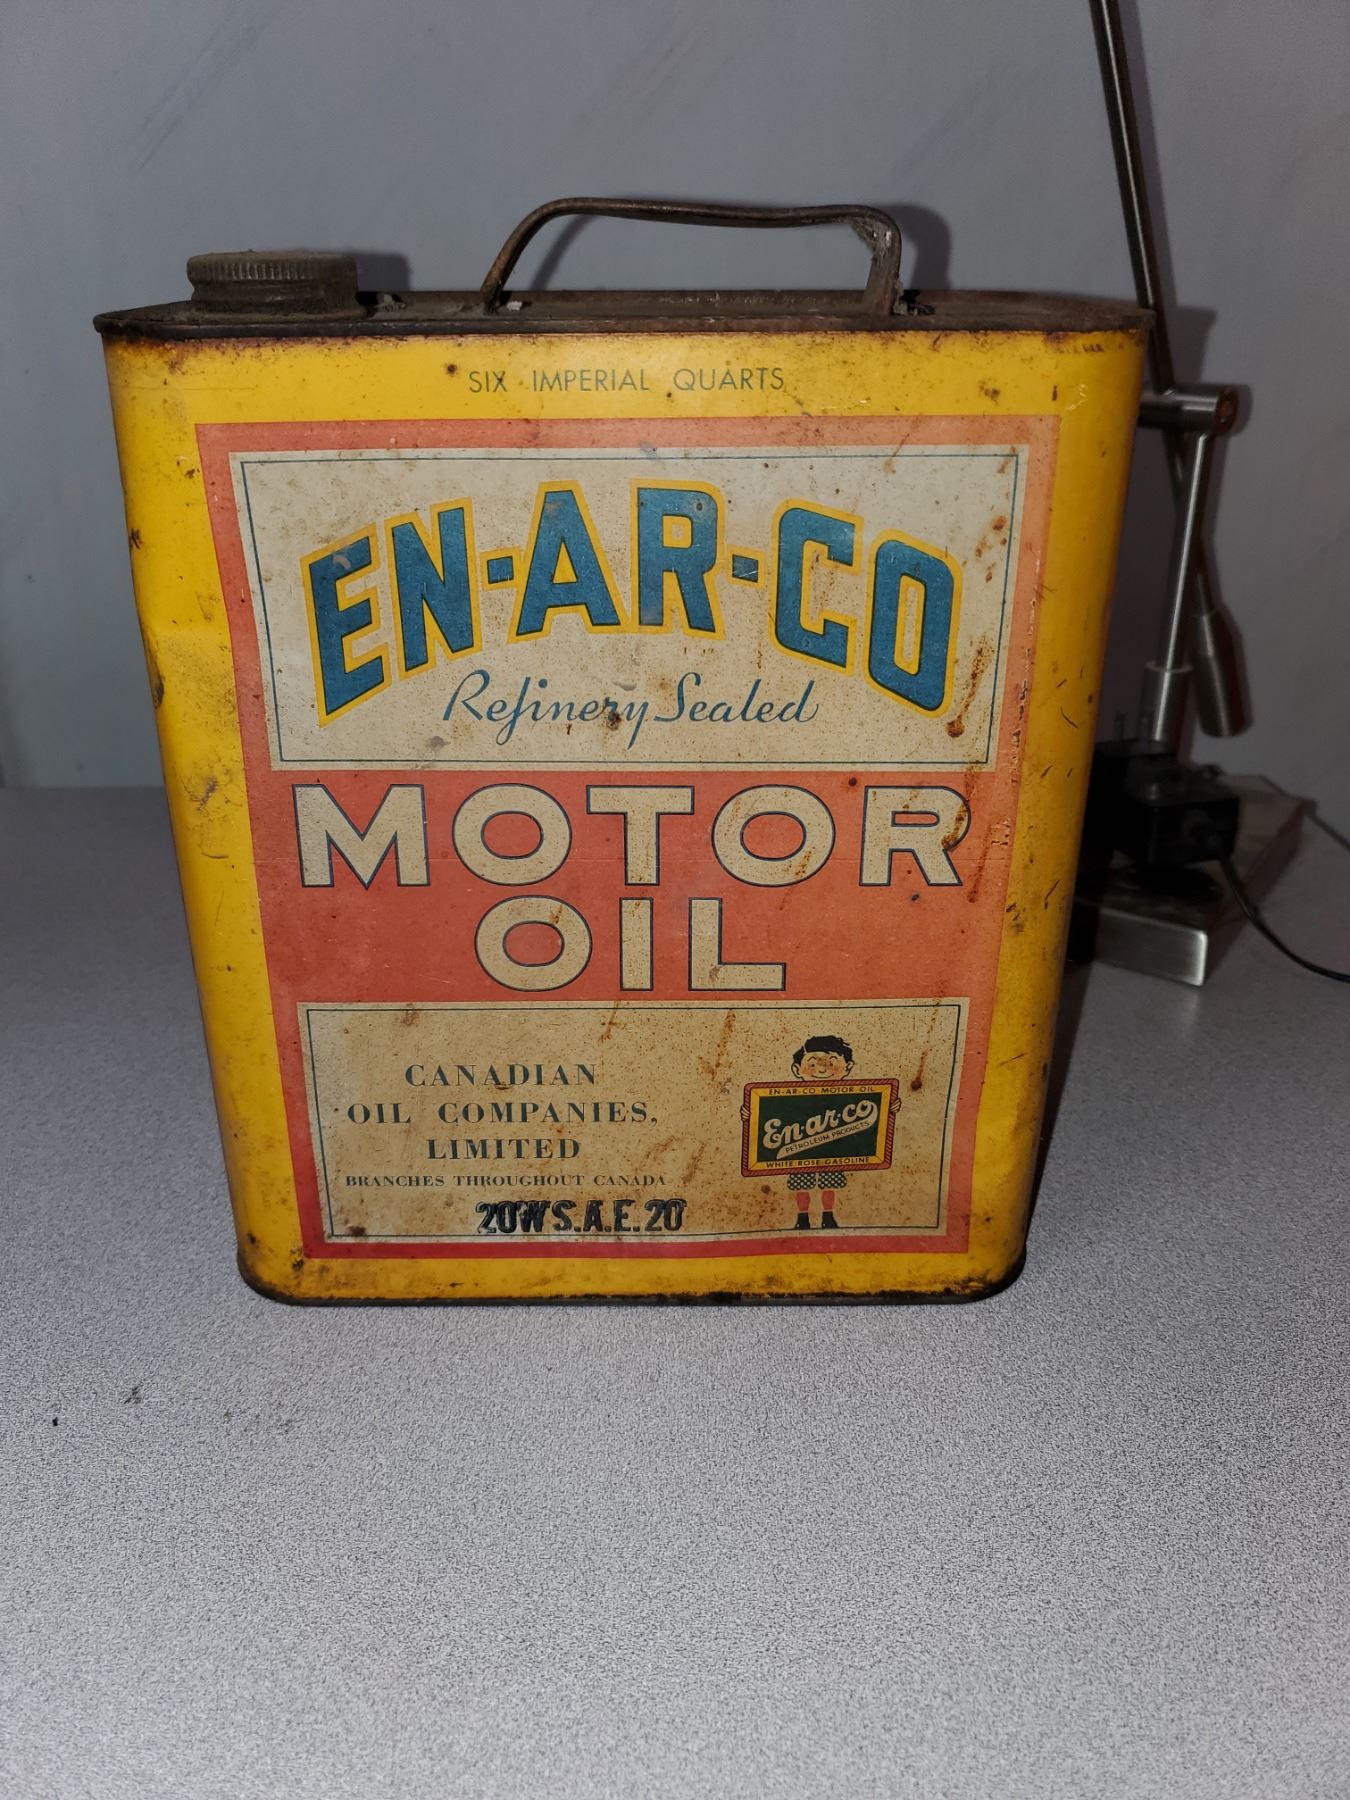 SIX IMPERIAL QUARTS
EN-AR-CO
Refinery Sealed
MOTOR
OIL
CANADIAN
OIL COMPANIES,
LIMITED
BRANCHES THROUGHOUT CANADA
20W S.A.E. 20
EN-AR-CO MOTOR OIL
En-ar-co
PETROLEUM PRODUCTS
WHITE ROSE GASOLINE